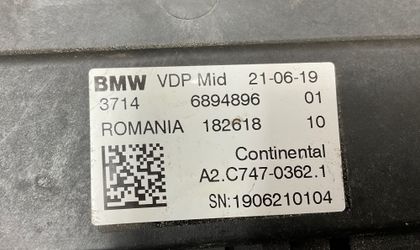 BMW VDP Mid 21-06-19
3714 6894896 01
ROMANIA 182618 10
Continental
A2.C747-0362.1
SN:1906210104